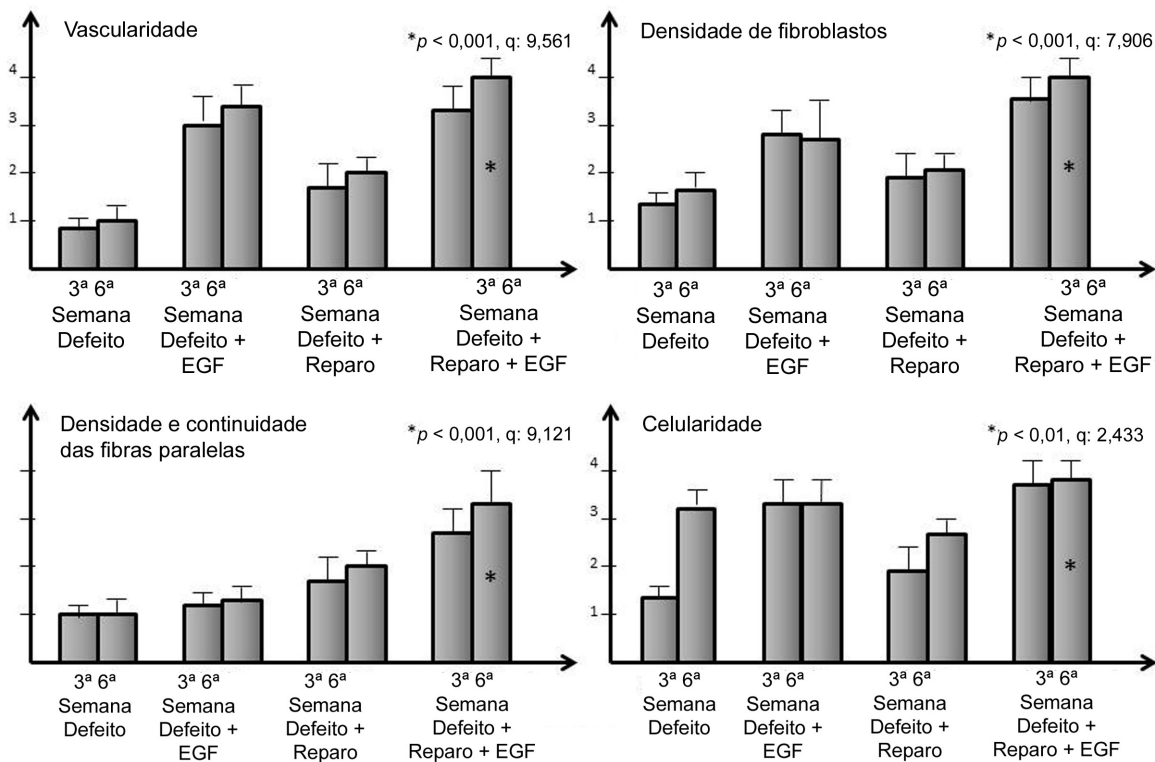 Vascularidade
*p < 0,001, q: 9,561
4
3
2
1
*
3ª 6ª
Semana
Defeito
3ª 6ª
Semana
Defeito +
EGF
3ª 6ª
Semana
Defeito +
Reparo
3ª 6ª
Semana
Defeito +
Reparo + EGF
Densidade de fibroblastos
*p < 0,001, q: 7,906
4
3
2
1
*
3ª 6ª
Semana
Defeito
3ª 6ª
Semana
Defeito +
EGF
3ª 6ª
Semana
Defeito +
Reparo
3ª 6ª
Semana
Defeito +
Reparo + EGF
Densidade e continuidade
das fibras paralelas
*p < 0,001, q: 9,121
*
3ª 6ª
Semana
Defeito
3ª 6ª
Semana
Defeito +
EGF
3ª 6ª
Semana
Defeito +
Reparo
3ª 6ª
Semana
Defeito +
Reparo + EGF
Celularidade
*p < 0,01, q: 2,433
4
3
2
1
*
3ª 6ª
Semana
Defeito
3ª 6ª
Semana
Defeito +
EGF
3ª 6ª
Semana
Defeito +
Reparo
3ª 6ª
Semana
Defeito +
Reparo + EGF